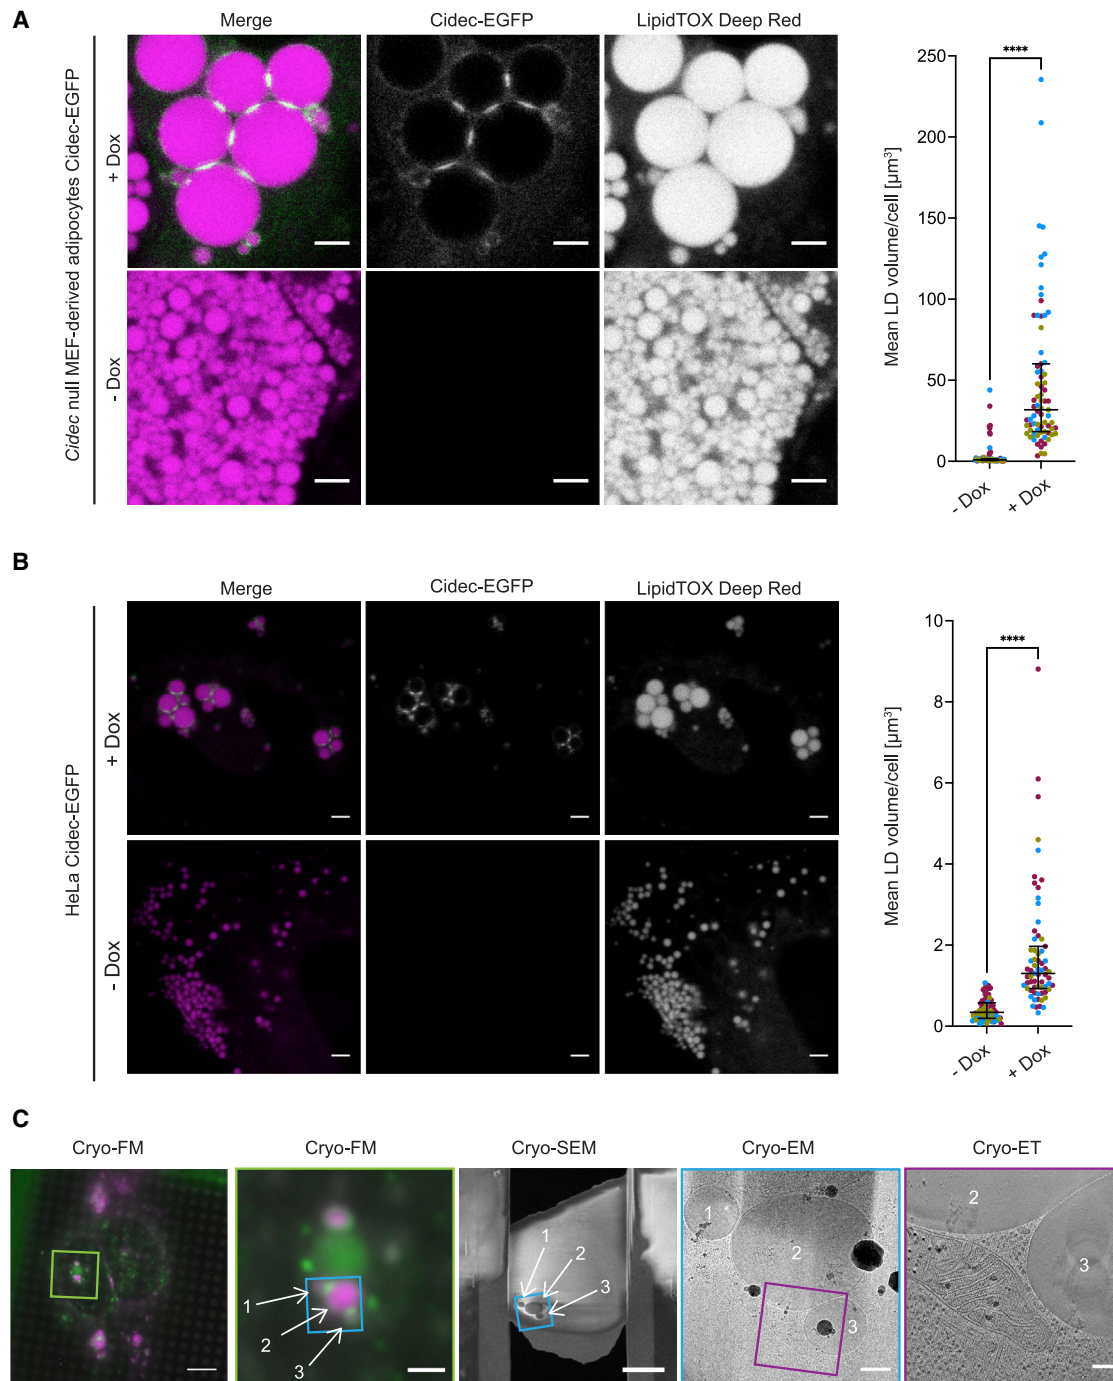 A
Merge Cidec-EGFP LipidTOX Deep Red
Cidec null MEF-derived adipocytes Cidec-EGFP
+ Dox
- Dox
Mean LD volume/cell [µm³]
250
200
150
100
50
0
****
- Dox + Dox
B
Merge Cidec-EGFP LipidTOX Deep Red
HeLa Cidec-EGFP
+ Dox
- Dox
Mean LD volume/cell [µm³]
10
8
6
4
2
0
****
- Dox + Dox
C
Cryo-FM Cryo-FM Cryo-SEM Cryo-EM Cryo-ET
1
2
3
1
2
3
1
2
3
2
3